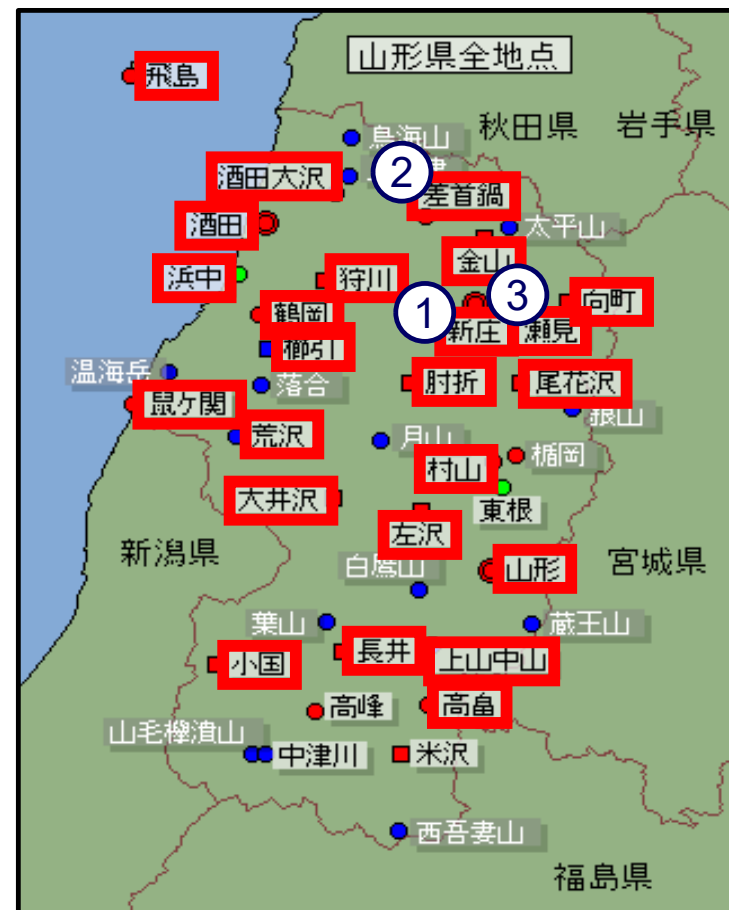 山形県全地点
飛島
秋田県
岩手県
鳥海山
酒田大沢
②
差首鍋
酒田
太平山
金山
浜中
狩川
①
③
向町
鶴岡
新庄
瀬見
櫛引
温海岳
落合
肘折
尾花沢
鼠ケ関
銀山
荒沢
月山
村山
楯岡
大井沢
東根
左沢
新潟県
白鷹山
山形
宮城県
葉山
蔵王山
小国
長井
上山中山
高峰
高畠
山毛欅潰山
中津川
米沢
西吾妻山
福島県